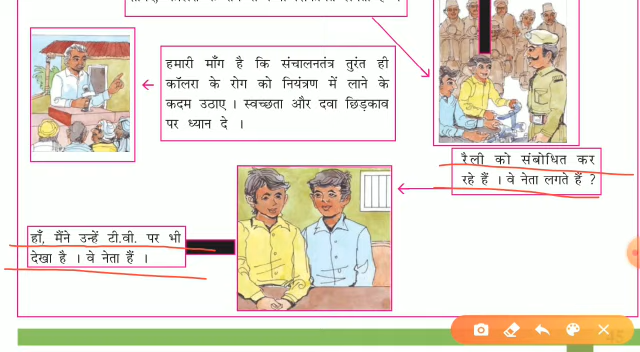 हमारी माँग है कि संचालनतंत्र तुरंत ही
कॉलरा के रोग को नियंत्रण में लाने के
कदम उठाए । स्वच्छता और दवा छिड़काव
पर ध्यान दे ।
रैली को संबोधित कर
रहे हैं । वे नेता लगते हैं ?
हाँ, मैंने उन्हें टी.वी. पर भी
देखा है । वे नेता हैं ।